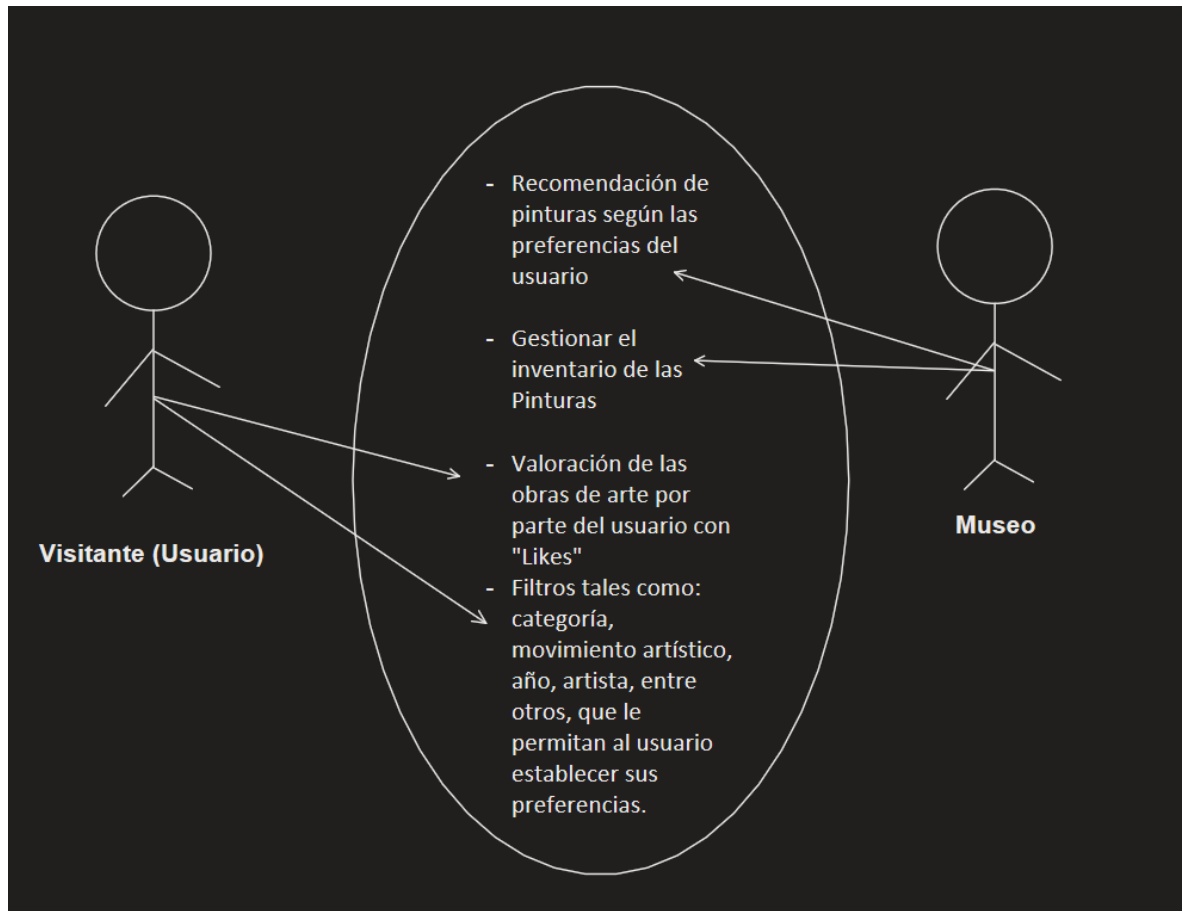 - Recomendación de
pinturas según las
preferencias del
usuario
- Gestionar el
inventario de las
Pinturas
- Valoración de las
obras de arte por
parte del usuario con
"Likes"
- Filtros tales como:
categoría,
movimiento artístico,
año, artista, entre
otros, que le
permitan al usuario
establecer sus
preferencias.
Visitante (Usuario)
Museo